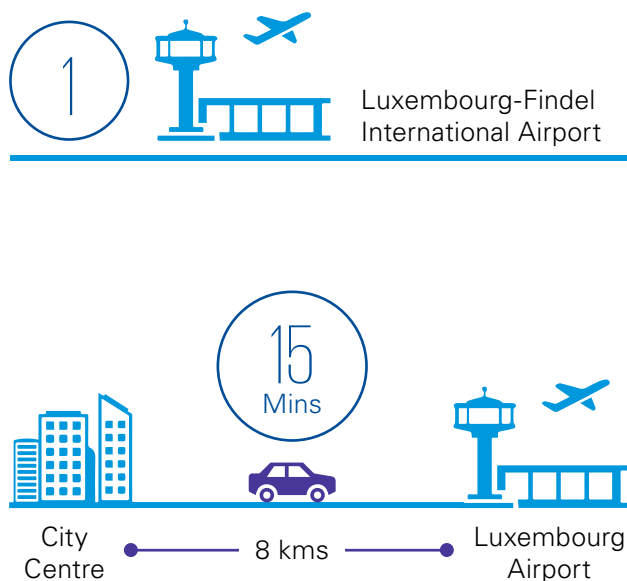 1
Luxembourg-Findel
International Airport
15
Mins
City
Centre
8 kms
Luxembourg
Airport